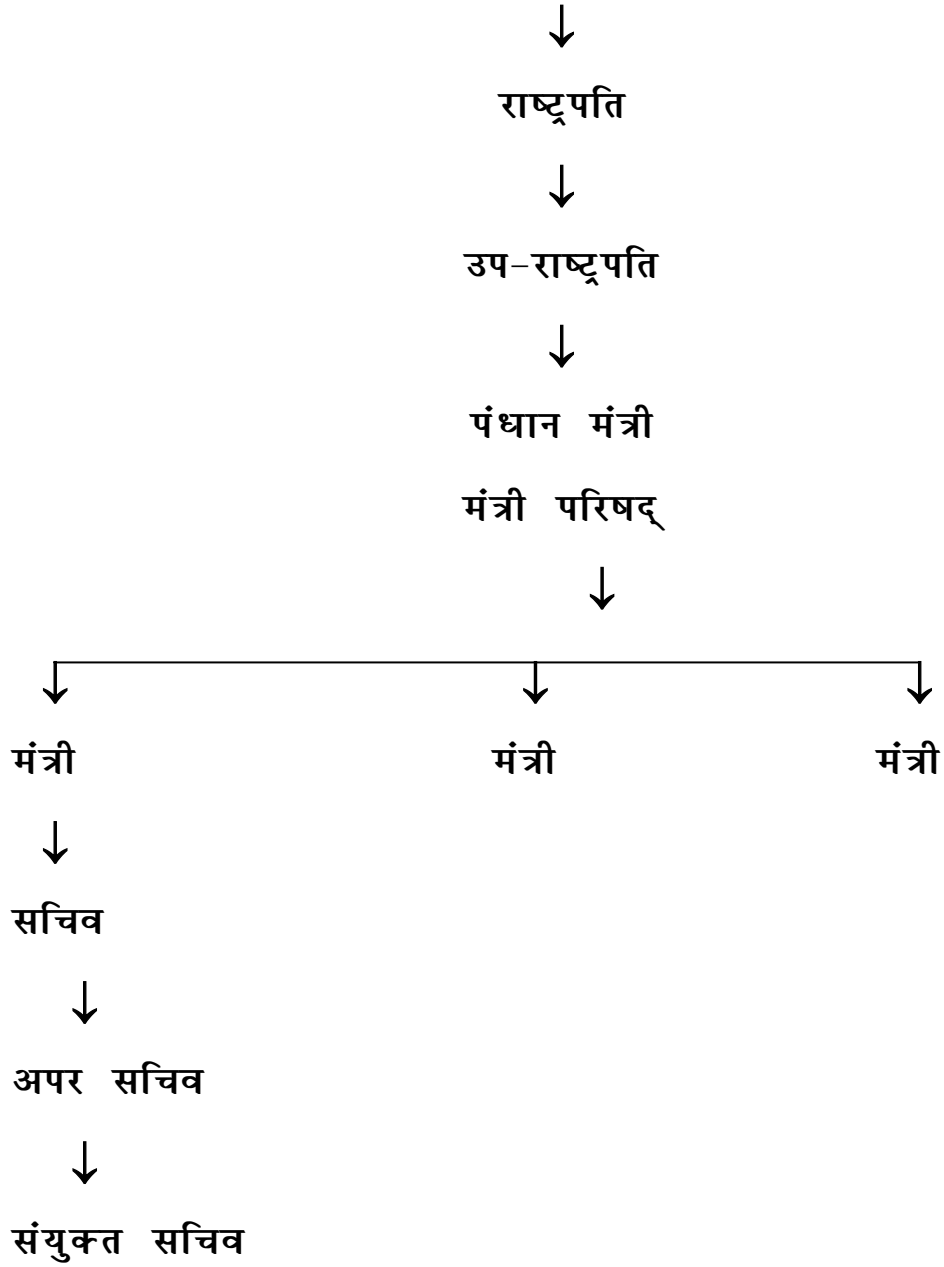 ↓
राष्ट्रपति
↓
उप-राष्ट्रपति
↓
पंधान मंत्री
मंत्री परिषद्
↓
↓ ↓ ↓
मंत्री मंत्री मंत्री
↓
सचिव
↓
अपर सचिव
↓
संयुक्त सचिव